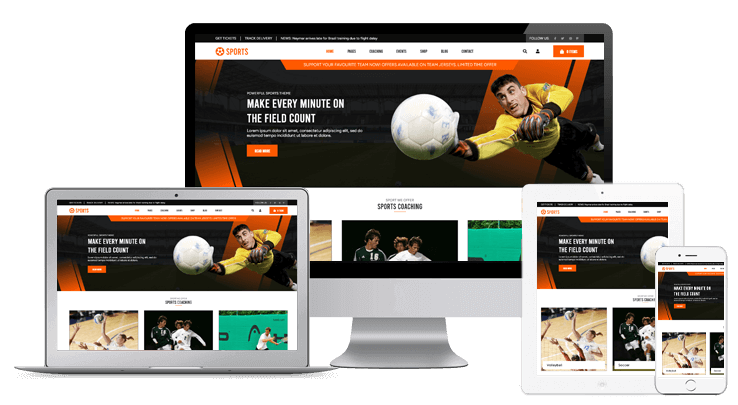 GET TICKETS | TRACK DELIVERY | NEWS: Neymar arrives late for Brazil training due to flight delay
FOLLOW US:
SPORTS
HOME PAGES COACHING EVENTS SHOP BLOG CONTACT
0 ITEMS
SUPPORT YOUR FAVOURITE TEAM NOW! OFFERS AVAILABLE ON TEAM JERSEYS, LIMITED TIME OFFER
POWERFUL SPORTS THEME
MAKE EVERY MINUTE ON
THE FIELD COUNT
Lorem ipsum dolor sit amet, consectetur adipiscing elit, sed do
eiusmod tempor incididunt ut labore et dolore.
READ MORE
SPORT WE OFFER
SPORTS COACHING
SPORTS
MAKE EVERY MINUTE ON
THE FIELD COUNT
SPORTS COACHING
HEAD
SPORTS
MAKE EVERY MINUTE ON
THE FIELD COUNT
SPORTS COACHING
Volleyball
Soccer
SPORTS
MAKE EVERY MINUTE ON
THE FIELD COUNT
SPORTS COACHING
Volleyball